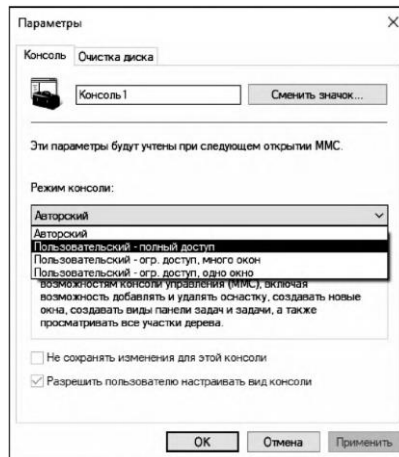 Параметры
Консоль Очистка диска
Консоль1
Сменить значок...
Эти параметры будут учтены при следующем открытии MMC.
Режим консоли:
Авторский
Авторский
Пользовательский - полный доступ
Пользовательский - огр. доступ, много окон
Пользовательский - огр. доступ, одно окно
возможностям консоли управления (MMC), включая
возможность добавлять и удалять оснастку, создавать новые
окна, создавать виды панели задач и задачи, а также
просматривать все участки дерева.
Не сохранять изменения для этой консоли
Разрешить пользователю настраивать вид консоли
ОК Отмена Применить